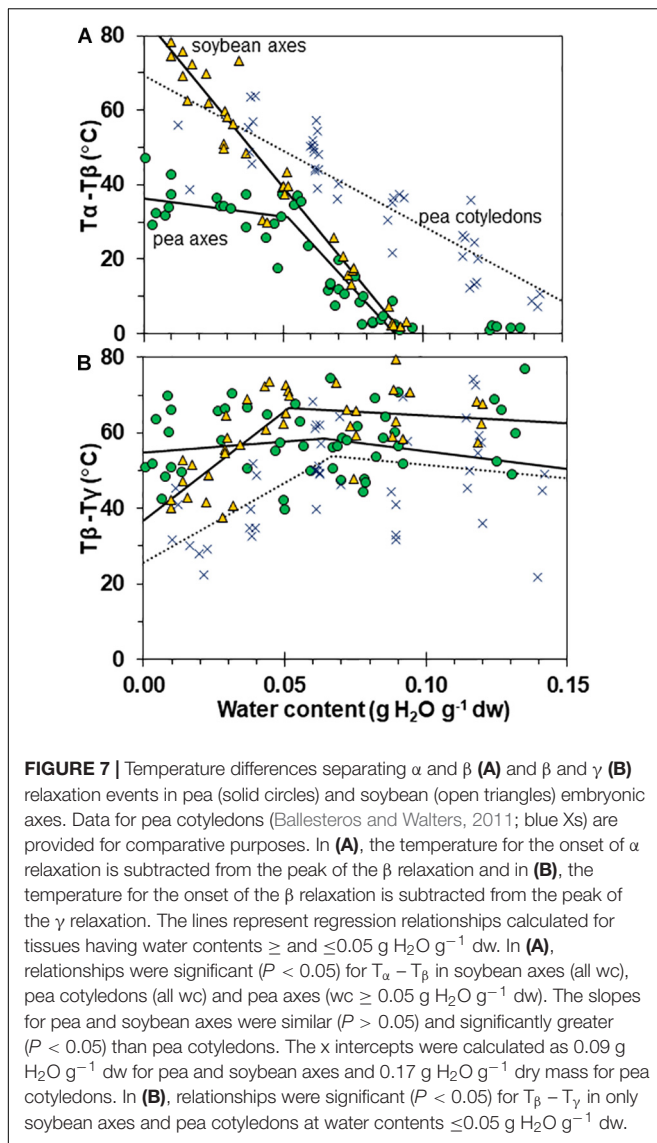 A
soybean axes
pea cotyledons
pea axes
Tα -Tβ (°C)
80
60
40
20
0
B
Tβ -Tγ (°C)
80
60
40
20
0
0.00 0.05 0.10 0.15
Water content (g H₂O g⁻¹ dw)
FIGURE 7 | Temperature differences separating α and β (A) and β and γ (B)
relaxation events in pea (solid circles) and soybean (open triangles) embryonic
axes. Data for pea cotyledons (Ballesteros and Walters, 2011; blue Xs) are
provided for comparative purposes. In (A), the temperature for the onset of α
relaxation is subtracted from the peak of the β relaxation and in (B), the
temperature for the onset of the β relaxation is subtracted from the peak of
the γ relaxation. The lines represent regression relationships calculated for
tissues having water contents ≥ and ≤0.05 g H₂O g⁻¹ dw. In (A),
relationships were significant (P < 0.05) for Tα – Tβ in soybean axes (all wc),
pea cotyledons (all wc) and pea axes (wc ≥ 0.05 g H₂O g⁻¹ dw). The slopes
for pea and soybean axes were similar (P > 0.05) and significantly greater
(P < 0.05) than pea cotyledons. The x intercepts were calculated as 0.09 g
H₂O g⁻¹ dw for pea and soybean axes and 0.17 g H₂O g⁻¹ dry mass for pea
cotyledons. In (B), relationships were significant (P < 0.05) for Tβ – Tγ in only
soybean axes and pea cotyledons at water contents ≤0.05 g H₂O g⁻¹ dw.